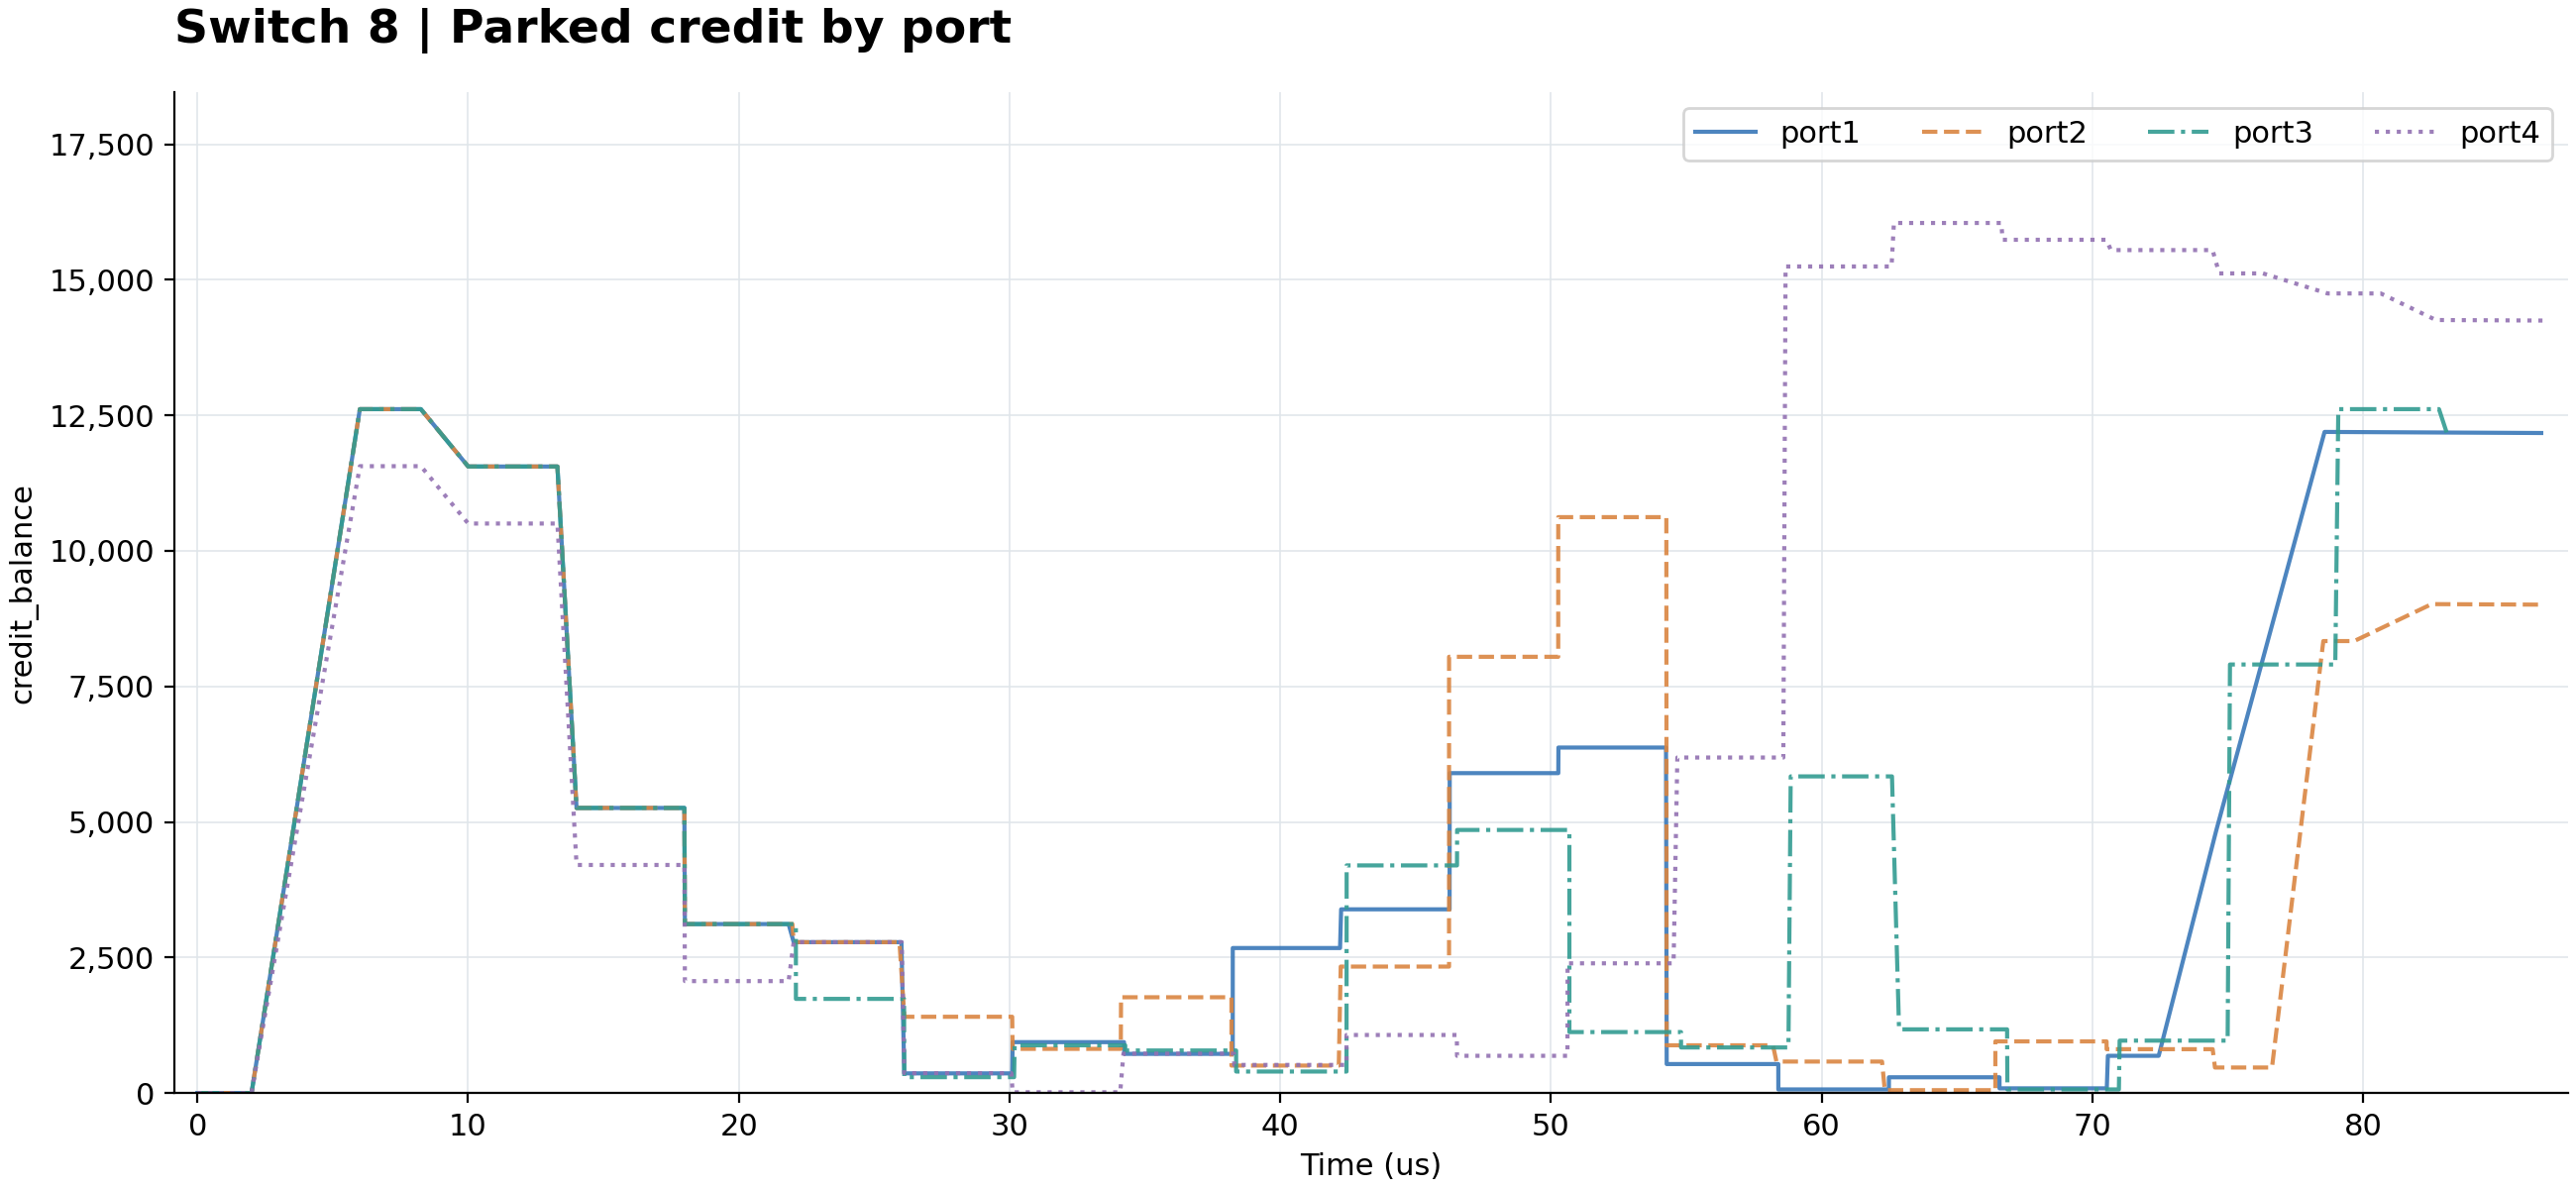 Switch 8 | Parked credit by port
port1 port2 port3 port4
17,500
15,000
12,500
10,000
7,500
5,000
2,500
0
credit_balance
0 10 20 30 40 50 60 70 80
Time (us)